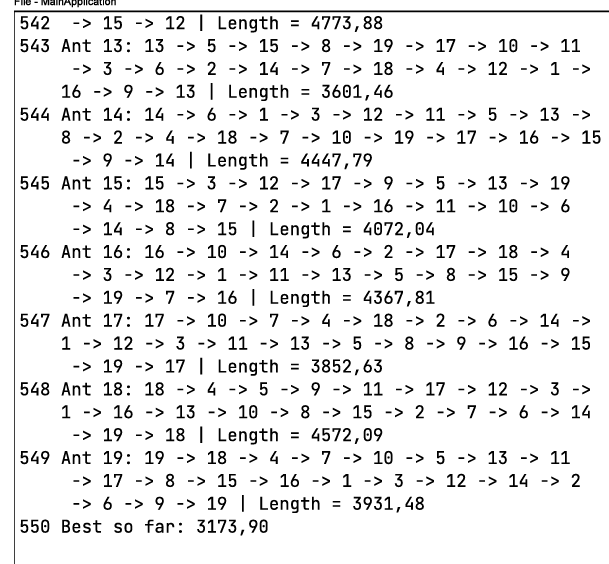 File - MainApplication
542  -> 15 -> 12 | Length = 4773,88
543 Ant 13: 13 -> 5 -> 15 -> 8 -> 19 -> 17 -> 10 -> 11
-> 3 -> 6 -> 2 -> 14 -> 7 -> 18 -> 4 -> 12 -> 1 ->
16 -> 9 -> 13 | Length = 3601,46
544 Ant 14: 14 -> 6 -> 1 -> 3 -> 12 -> 11 -> 5 -> 13 ->
8 -> 2 -> 4 -> 18 -> 7 -> 10 -> 19 -> 17 -> 16 -> 15
-> 9 -> 14 | Length = 4447,79
545 Ant 15: 15 -> 3 -> 12 -> 17 -> 9 -> 5 -> 13 -> 19
-> 4 -> 18 -> 7 -> 2 -> 1 -> 16 -> 11 -> 10 -> 6
-> 14 -> 8 -> 15 | Length = 4072,04
546 Ant 16: 16 -> 10 -> 14 -> 6 -> 2 -> 17 -> 18 -> 4
-> 3 -> 12 -> 1 -> 11 -> 13 -> 5 -> 8 -> 15 -> 9
-> 19 -> 7 -> 16 | Length = 4367,81
547 Ant 17: 17 -> 10 -> 7 -> 4 -> 18 -> 2 -> 6 -> 14 ->
1 -> 12 -> 3 -> 11 -> 13 -> 5 -> 8 -> 9 -> 16 -> 15
-> 19 -> 17 | Length = 3852,63
548 Ant 18: 18 -> 4 -> 5 -> 9 -> 11 -> 17 -> 12 -> 3 ->
1 -> 16 -> 13 -> 10 -> 8 -> 15 -> 2 -> 7 -> 6 -> 14
-> 19 -> 18 | Length = 4572,09
549 Ant 19: 19 -> 18 -> 4 -> 7 -> 10 -> 5 -> 13 -> 11
-> 17 -> 8 -> 15 -> 16 -> 1 -> 3 -> 12 -> 14 -> 2
-> 6 -> 9 -> 19 | Length = 3931,48
550 Best so far: 3173,90